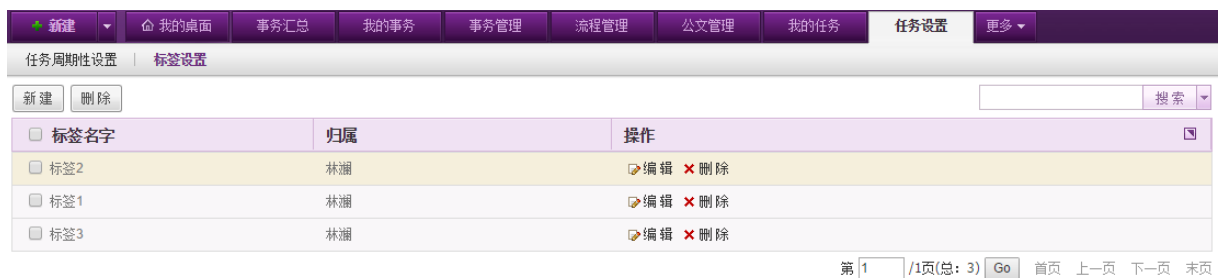 新建 我的桌面 事务汇总 我的事务 事务管理 流程管理 公文管理 我的任务 任务设置 更多
任务周期性设置 标签设置
新建 删除 搜索
标签名字 归属 操作
标签2 林澜 编辑 删除
标签1 林澜 编辑 删除
标签3 林澜 编辑 删除
第 1 /1页(总: 3) Go 首页 上一页 下一页 末页